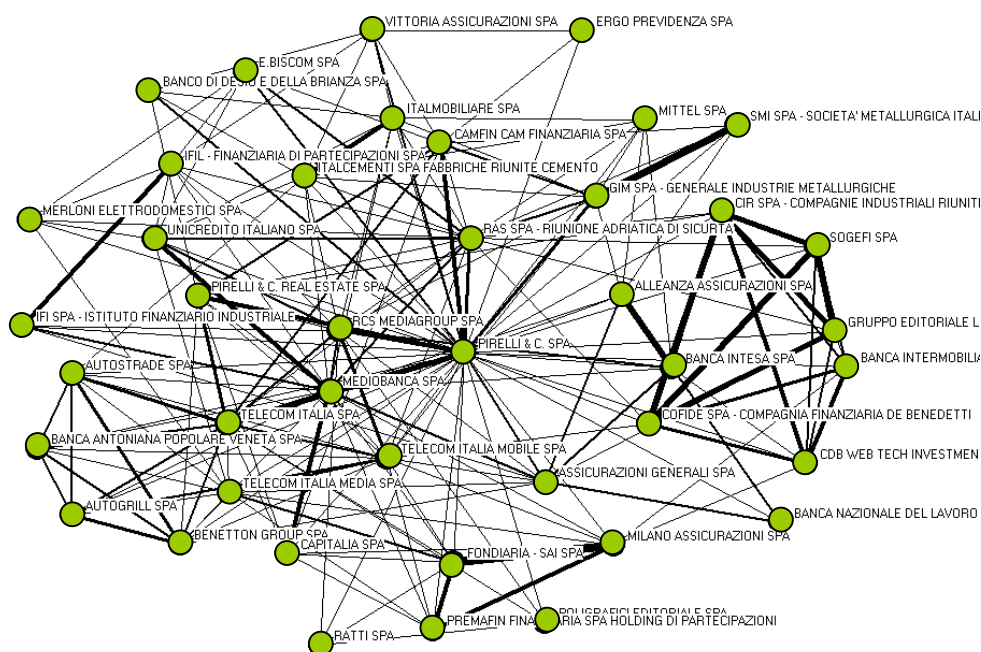 VITTORIA ASSICURAZIONI SPA
ERGO PREVIDENZA SPA
E.BISCOM SPA
BANCO DI DESIO E DELLA BRIANZA SPA
ITALMOBILIARE SPA
MITTEL SPA
SMI SPA - SOCIETA' METALLURGICA ITALI
CAMFIN CAM FINANZIARIA SPA
IFIL - FINANZIARIA DI PARTECIPAZIONI SPA
ITALCEMENTI SPA FABBRICHE RIUNITE CEMENTO
GIM SPA - GENERALE INDUSTRIE METALLURGICHE
CIR SPA - COMPAGNIE INDUSTRIALI RIUNITI
MERLONI ELETTRODOMESTICI SPA
UNICREDITO ITALIANO SPA
RAS SPA - RIUNIONE ADRIATICA DI SICURTA
SOGEFI SPA
PIRELLI & C. REAL ESTATE SPA
ALLEANZA ASSICURAZIONI SPA
IFI SPA - ISTITUTO FINANZIARIO INDUSTRIALE
RCS MEDIAGROUP SPA
GRUPPO EDITORIALE L
PIRELLI & C. SPA
BANCA INTESA SPA
BANCA INTERMOBILIA
AUTOSTRADE SPA
MEDIOBANCA SPA
TELECOM ITALIA SPA
COFIDE SPA - COMPAGNIA FINANZIARIA DE BENEDETTI
BANCA ANTONIANA POPOLARE VENETA SPA
TELECOM ITALIA MOBILE SPA
CDB WEB TECH INVESTMEN
TELECOM ITALIA MEDIA SPA
ASSICURAZIONI GENERALI SPA
AUTOGRILL SPA
BANCA NAZIONALE DEL LAVORO
BENETTON GROUP SPA
CAPITALIA SPA
MILANO ASSICURAZIONI SPA
FONDIARIA - SAI SPA
POLIGRAFICI EDITORIALE SPA
PREMAFIN FINANZIARIA SPA HOLDING DI PARTECIPAZIONI
RATTI SPA